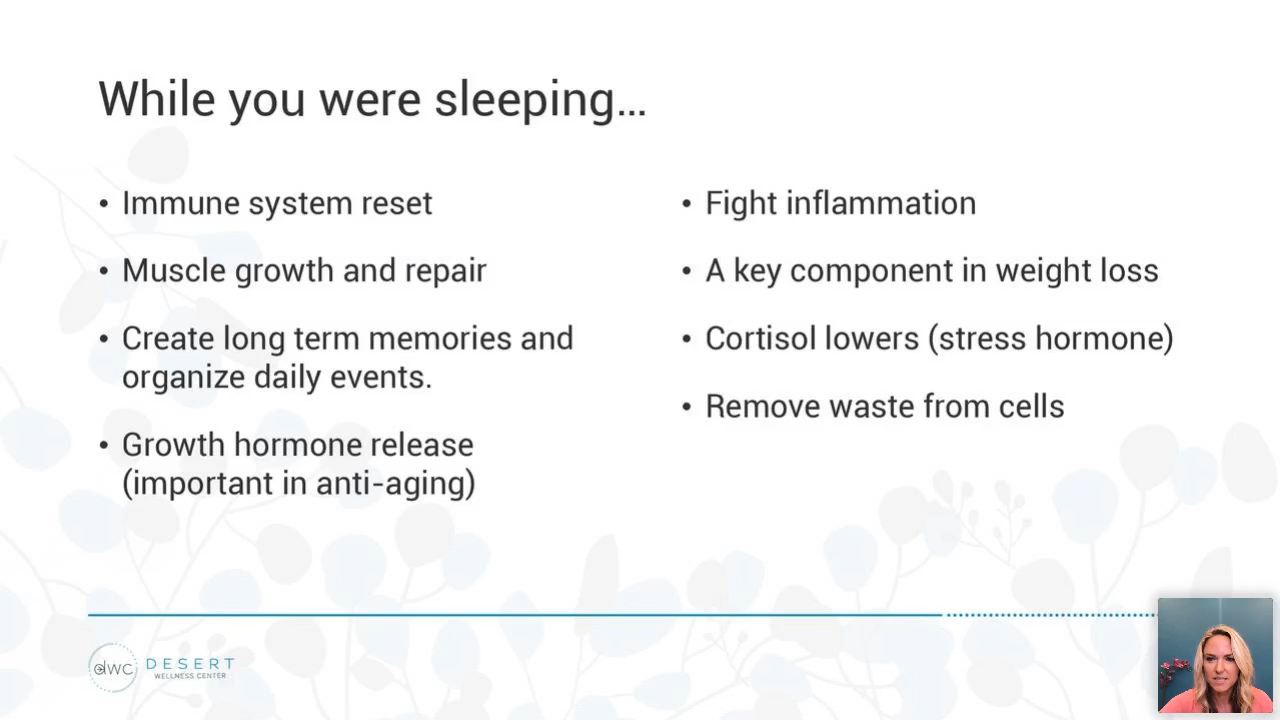 While you were sleeping...
• Immune system reset
• Muscle growth and repair
• Create long term memories and
organize daily events.
• Growth hormone release
(important in anti-aging)
• Fight inflammation
• A key component in weight loss
• Cortisol lowers (stress hormone)
• Remove waste from cells
dwc
DESERT
WELLNESS CENTER